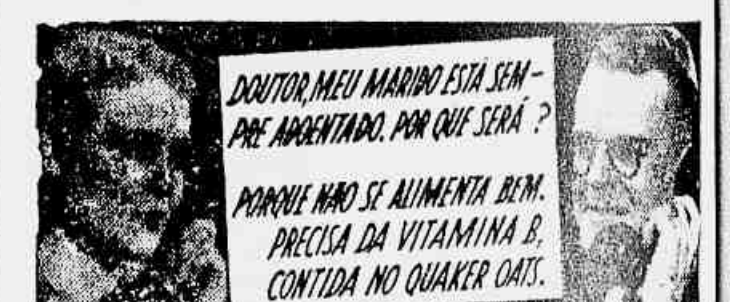 DOUTOR, MEU MARIDO ESTÁ SEM-
PRE ADOENTADO. POR QUE SERÁ ?
PORQUE NÃO SE ALIMENTA BEM.
PRECISA DA VITAMINA B,
CONTIDA NO QUAKER OATS.